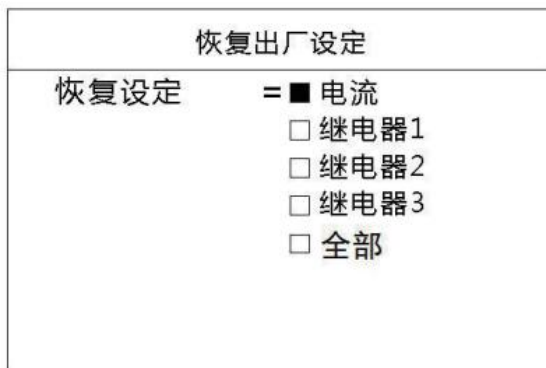 恢复出厂设定
恢复设定 =■ 电流
□ 继电器1
□ 继电器2
□ 继电器3
□ 全部